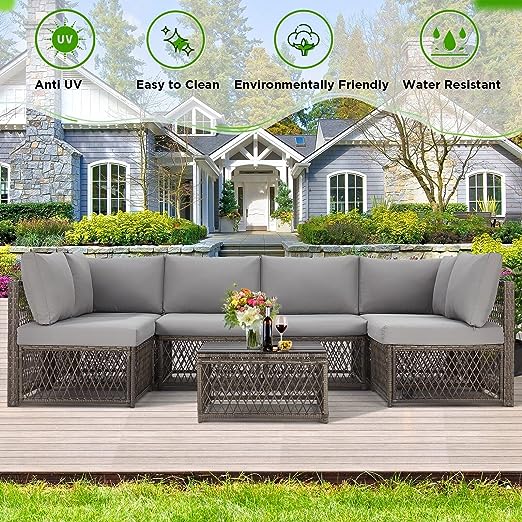 UV
Anti UV
Easy to Clean
Environmentally Friendly
Water Resistant